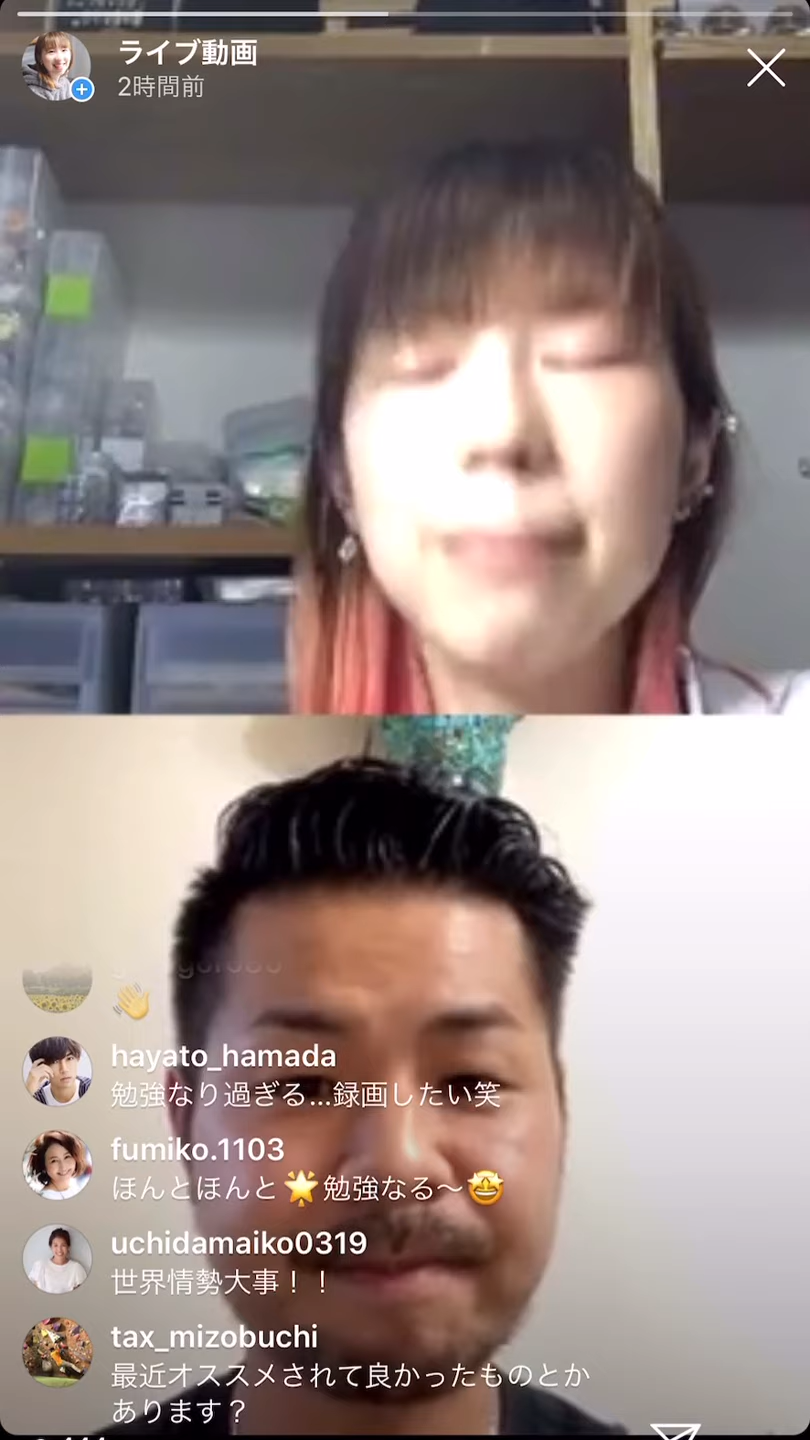 ライブ動画
2時間前
👋
hayato_hamada
勉強なり過ぎる...録画したい笑
fumiko.1103
ほんとほんと🌟勉強なる〜🤩
uchidamaiko0319
世界情勢大事！！
tax_mizobuchi
最近オススメされて良かったものとか
あります？